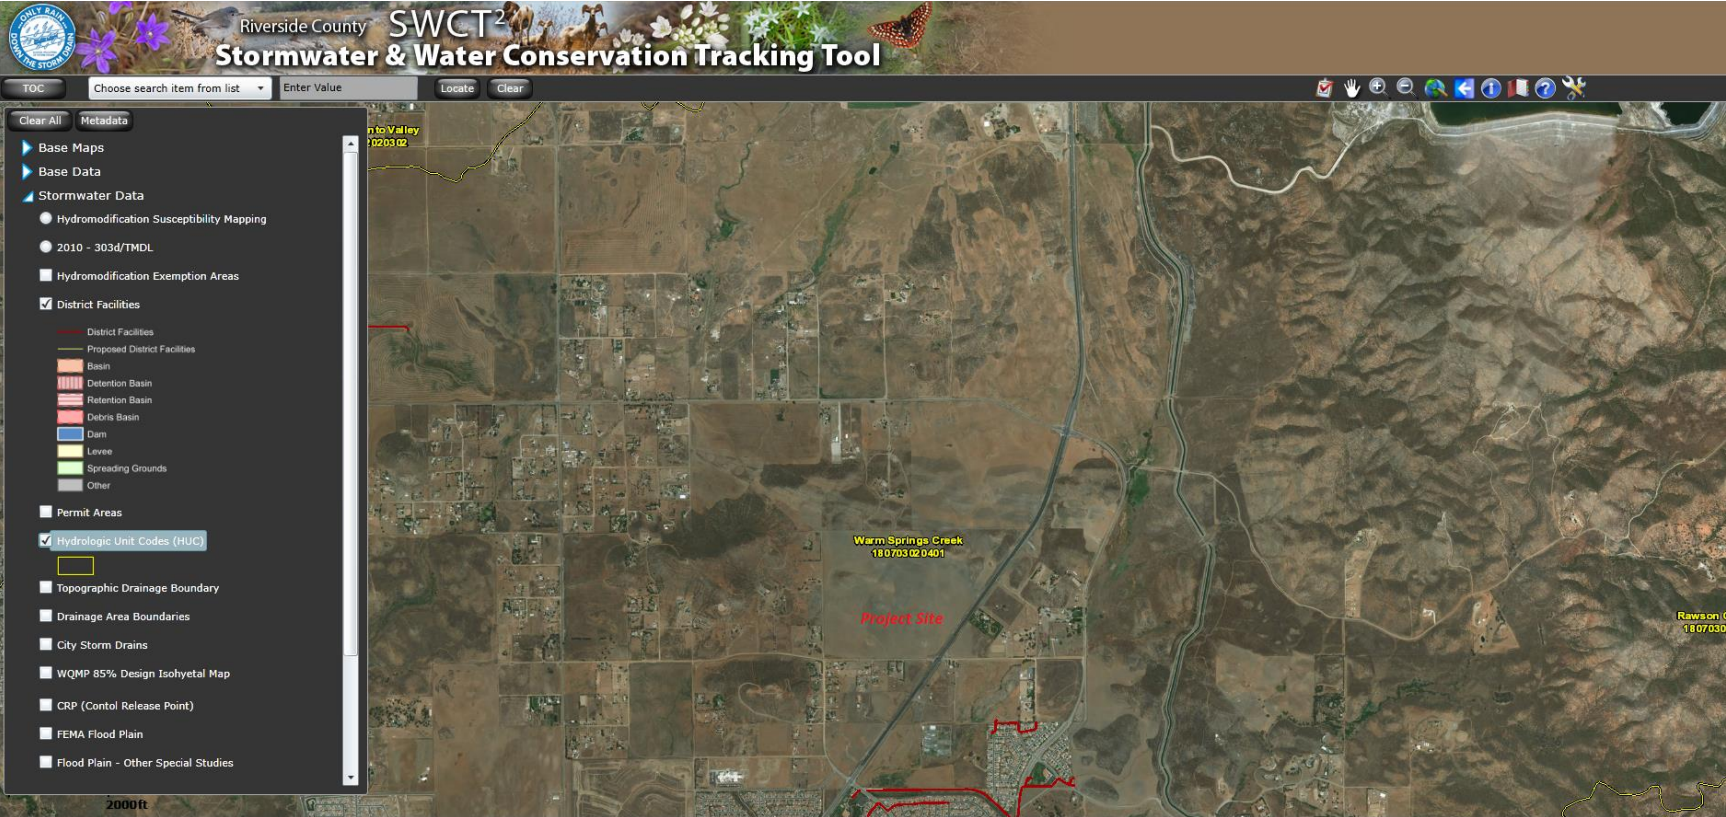 ONLY RAIN
DOWN THE STORM DRAIN
Riverside County SWCT2
Stormwater & Water Conservation Tracking Tool
TOC
Choose search item from list
Enter Value
Locate
Clear
Clear All
Metadata
Base Maps
Base Data
Stormwater Data
Hydromodification Susceptibility Mapping
2010 - 303d/TMDL
Hydromodification Exemption Areas
District Facilities
District Facilities
Proposed District Facilities
Basin
Detention Basin
Retention Basin
Debris Basin
Dam
Levee
Spreading Grounds
Other
Permit Areas
Hydrologic Unit Codes (HUC)
Topographic Drainage Boundary
Drainage Area Boundaries
City Storm Drains
WQMP 85% Design Isohyetal Map
CRP (Contol Release Point)
FEMA Flood Plain
Flood Plain - Other Special Studies
2000ft
nto Valley
2020302
Warm Springs Creek
180703020401
Project Site
Rawson
1807030